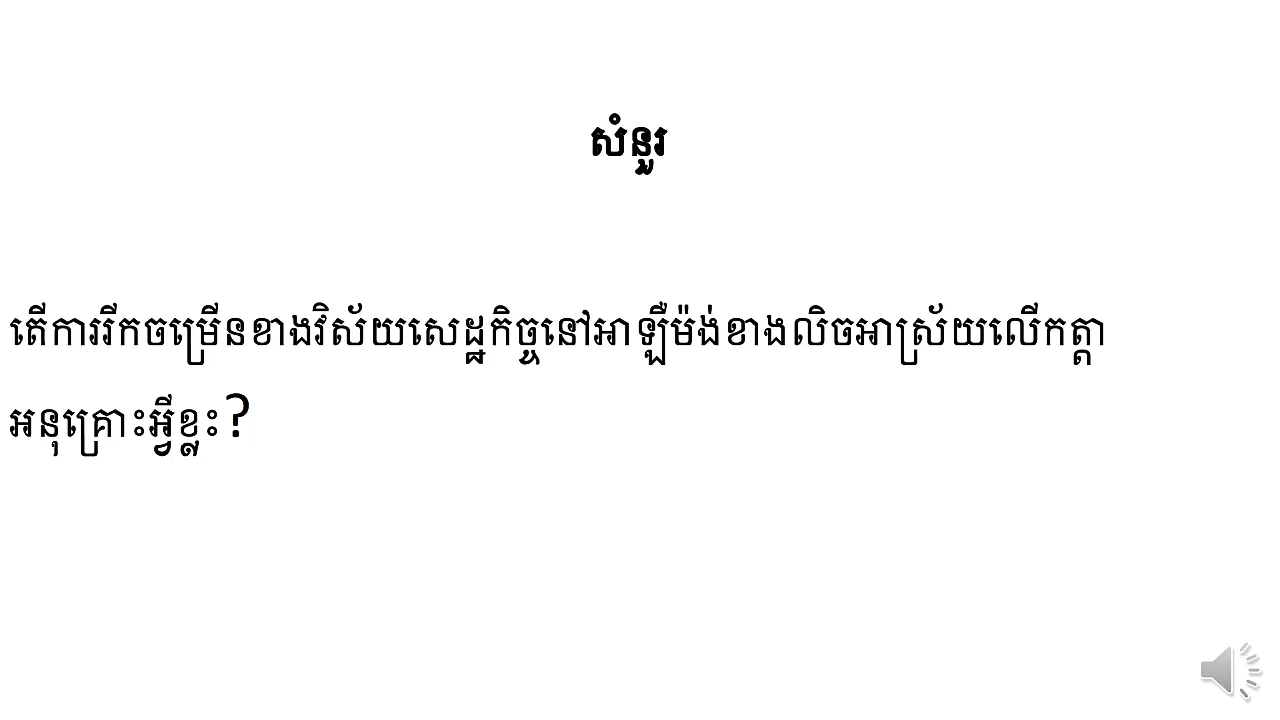 សំនួរ
តើការរីកចម្រើនខាងវិស័យសេដ្ឋកិច្ចនៅអាឡឺម៉ង់ខាងលិចអាស្រ័យលើកត្តា
អនុគ្រោះអ្វីខ្លះ?